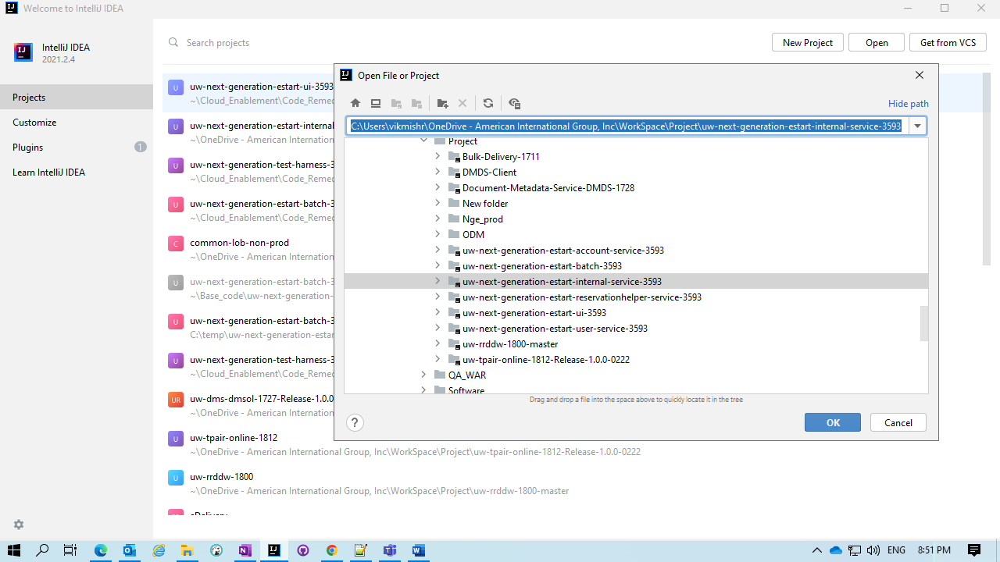 Welcome to IntelliJ IDEA
IntelliJ IDEA
2021.2.4
Projects
Customize
Plugins
1
Learn IntelliJ IDEA
Search projects
New Project
Open
Get from VCS
U
uw-next-generation-estart-ui-3593
~\Cloud_Enablement\Code_Reme
U
uw-next-generation-estart-internal
~\OneDrive - American Internation
U
uw-next-generation-test-harness-3
~\Cloud_Enablement\Code_Reme
U
uw-next-generation-estart-batch-3
~\Cloud_Enablement\Code_Reme
C
common-lob-non-prod
~\OneDrive - American Internation
U
uw-next-generation-estart-batch-3
~\Base_code\uw-next-generation-
U
uw-next-generation-estart-batch-3
C:\temp\uw-next-generation-estar
U
uw-next-generation-test-harness-3
~\Cloud_Enablement\Code_Reme
UR
uw-dms-dmsol-1727-Release-1.0.0
~\OneDrive - American Internation
U
uw-tpair-online-1812
~\OneDrive - American International Group, Inc\WorkSpace\Project\uw-tpair-online-1812-Release-1.0.0-0222
U
uw-rrddw-1800
~\OneDrive - American International Group, Inc\WorkSpace\Project\uw-rrddw-1800-master
Open File or Project
Hide path
C:\Users\vikmishr\OneDrive - American International Group, Inc\WorkSpace\Project\uw-next-generation-estart-internal-service-3593
Project
Bulk-Delivery-1711
DMDS-Client
Document-Metadata-Service-DMDS-1728
New folder
Nge_prod
ODM
uw-next-generation-estart-account-service-3593
uw-next-generation-estart-batch-3593
uw-next-generation-estart-internal-service-3593
uw-next-generation-estart-reservationhelper-service-3593
uw-next-generation-estart-ui-3593
uw-next-generation-estart-user-service-3593
uw-rrddw-1800-master
uw-tpair-online-1812-Release-1.0.0-0222
QA_WAR
Software
Drag and drop a file into the space above to quickly locate it in the tree
?
OK
Cancel
ENG
8:51 PM